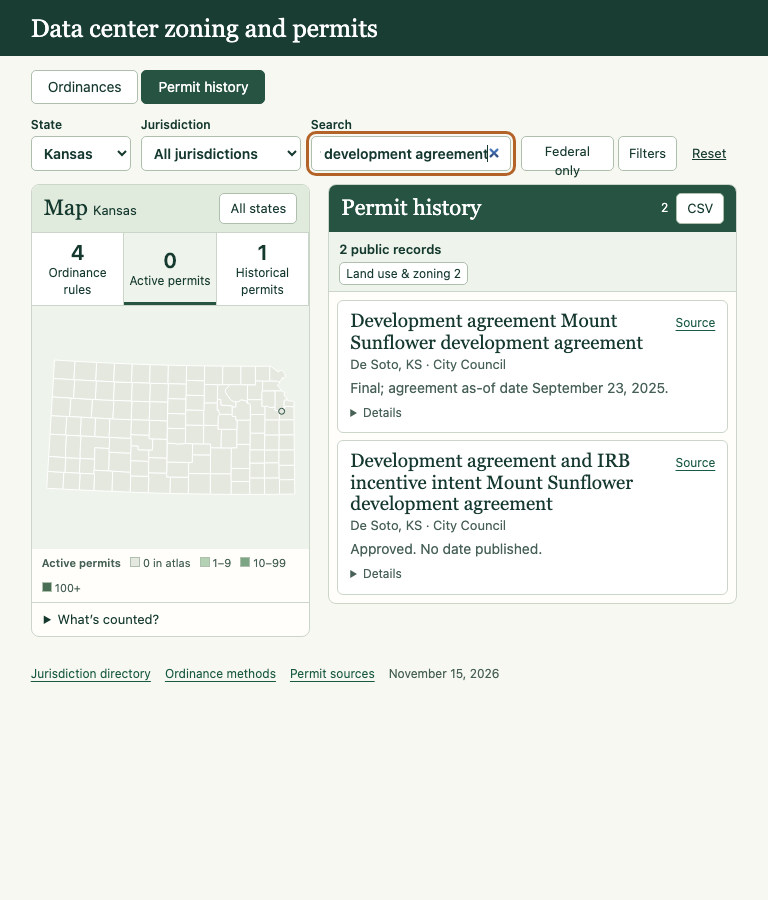 Data center zoning and permits
Ordinances
Permit history
State
Jurisdiction
Search
Kansas
All jurisdictions
development agreement
Federal only
Filters
Reset
Map Kansas
All states
4
Ordinance rules
0
Active permits
1
Historical permits
Active permits
0 in atlas
1–9
10–99
100+
What's counted?
Permit history
2
CSV
2 public records
Land use & zoning 2
Development agreement Mount
Sunflower development agreement
Source
De Soto, KS · City Council
Final; agreement as-of date September 23, 2025.
Details
Development agreement and IRB
incentive intent Mount Sunflower
development agreement
Source
De Soto, KS · City Council
Approved. No date published.
Details
Jurisdiction directory
Ordinance methods
Permit sources
November 15, 2026